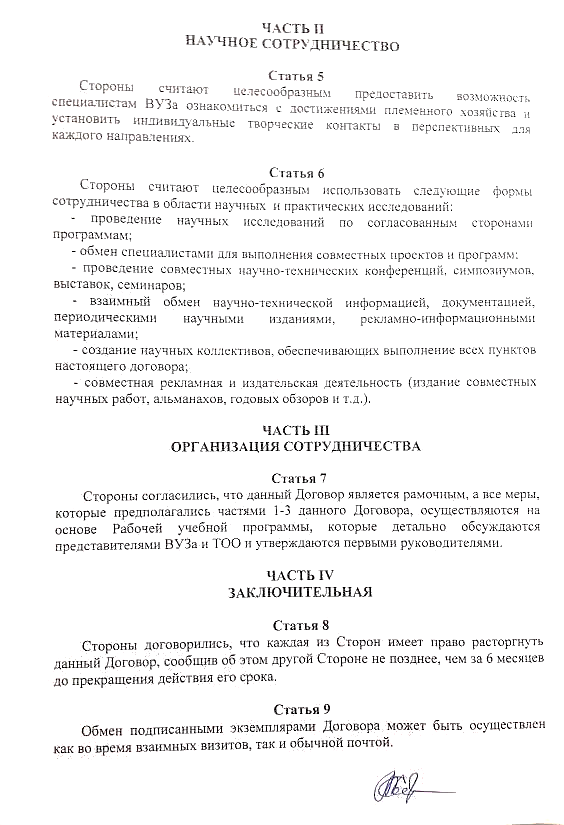 ЧАСТЬ II
НАУЧНОЕ СОТРУДНИЧЕСТВО
Статья 5
Стороны считают целесообразным предоставить возможность
специалистам ВУЗа ознакомиться с достижениями племенного хозяйства и
установить индивидуальные творческие контакты в перспективных для
каждого направлениях.
Статья 6
Стороны считают целесообразным использовать следующие формы
сотрудничества в области научных и практических исследований:
- проведение научных исследований по согласованным сторонами
программам;
- обмен специалистами для выполнения совместных проектов и программ;
- проведение совместных научно-технических конференций, симпозиумов,
выставок, семинаров;
- взаимный обмен научно-технической информацией, документацией,
периодическими научными изданиями, рекламно-информационными
материалами;
- создание научных коллективов, обеспечивающих выполнение всех пунктов
настоящего договора;
- совместная рекламная и издательская деятельность (издание совместных
научных работ, альманахов, годовых обзоров и т.д.).
ЧАСТЬ III
ОРГАНИЗАЦИЯ СОТРУДНИЧЕСТВА
Статья 7
Стороны согласились, что данный Договор является рамочным, а все меры,
которые предполагались частями 1-3 данного Договора, осуществляются на
основе Рабочей учебной программы, которые детально обсуждаются
представителями ВУЗа и ТОО и утверждаются первыми руководителями.
ЧАСТЬ IV
ЗАКЛЮЧИТЕЛЬНАЯ
Статья 8
Стороны договорились, что каждая из Сторон имеет право расторгнуть
данный Договор, сообщив об этом другой Стороне не позднее, чем за 6 месяцев
до прекращения действия его срока.
Статья 9
Обмен подписанными экземплярами Договора может быть осуществлен
как во время взаимных визитов, так и обычной почтой.